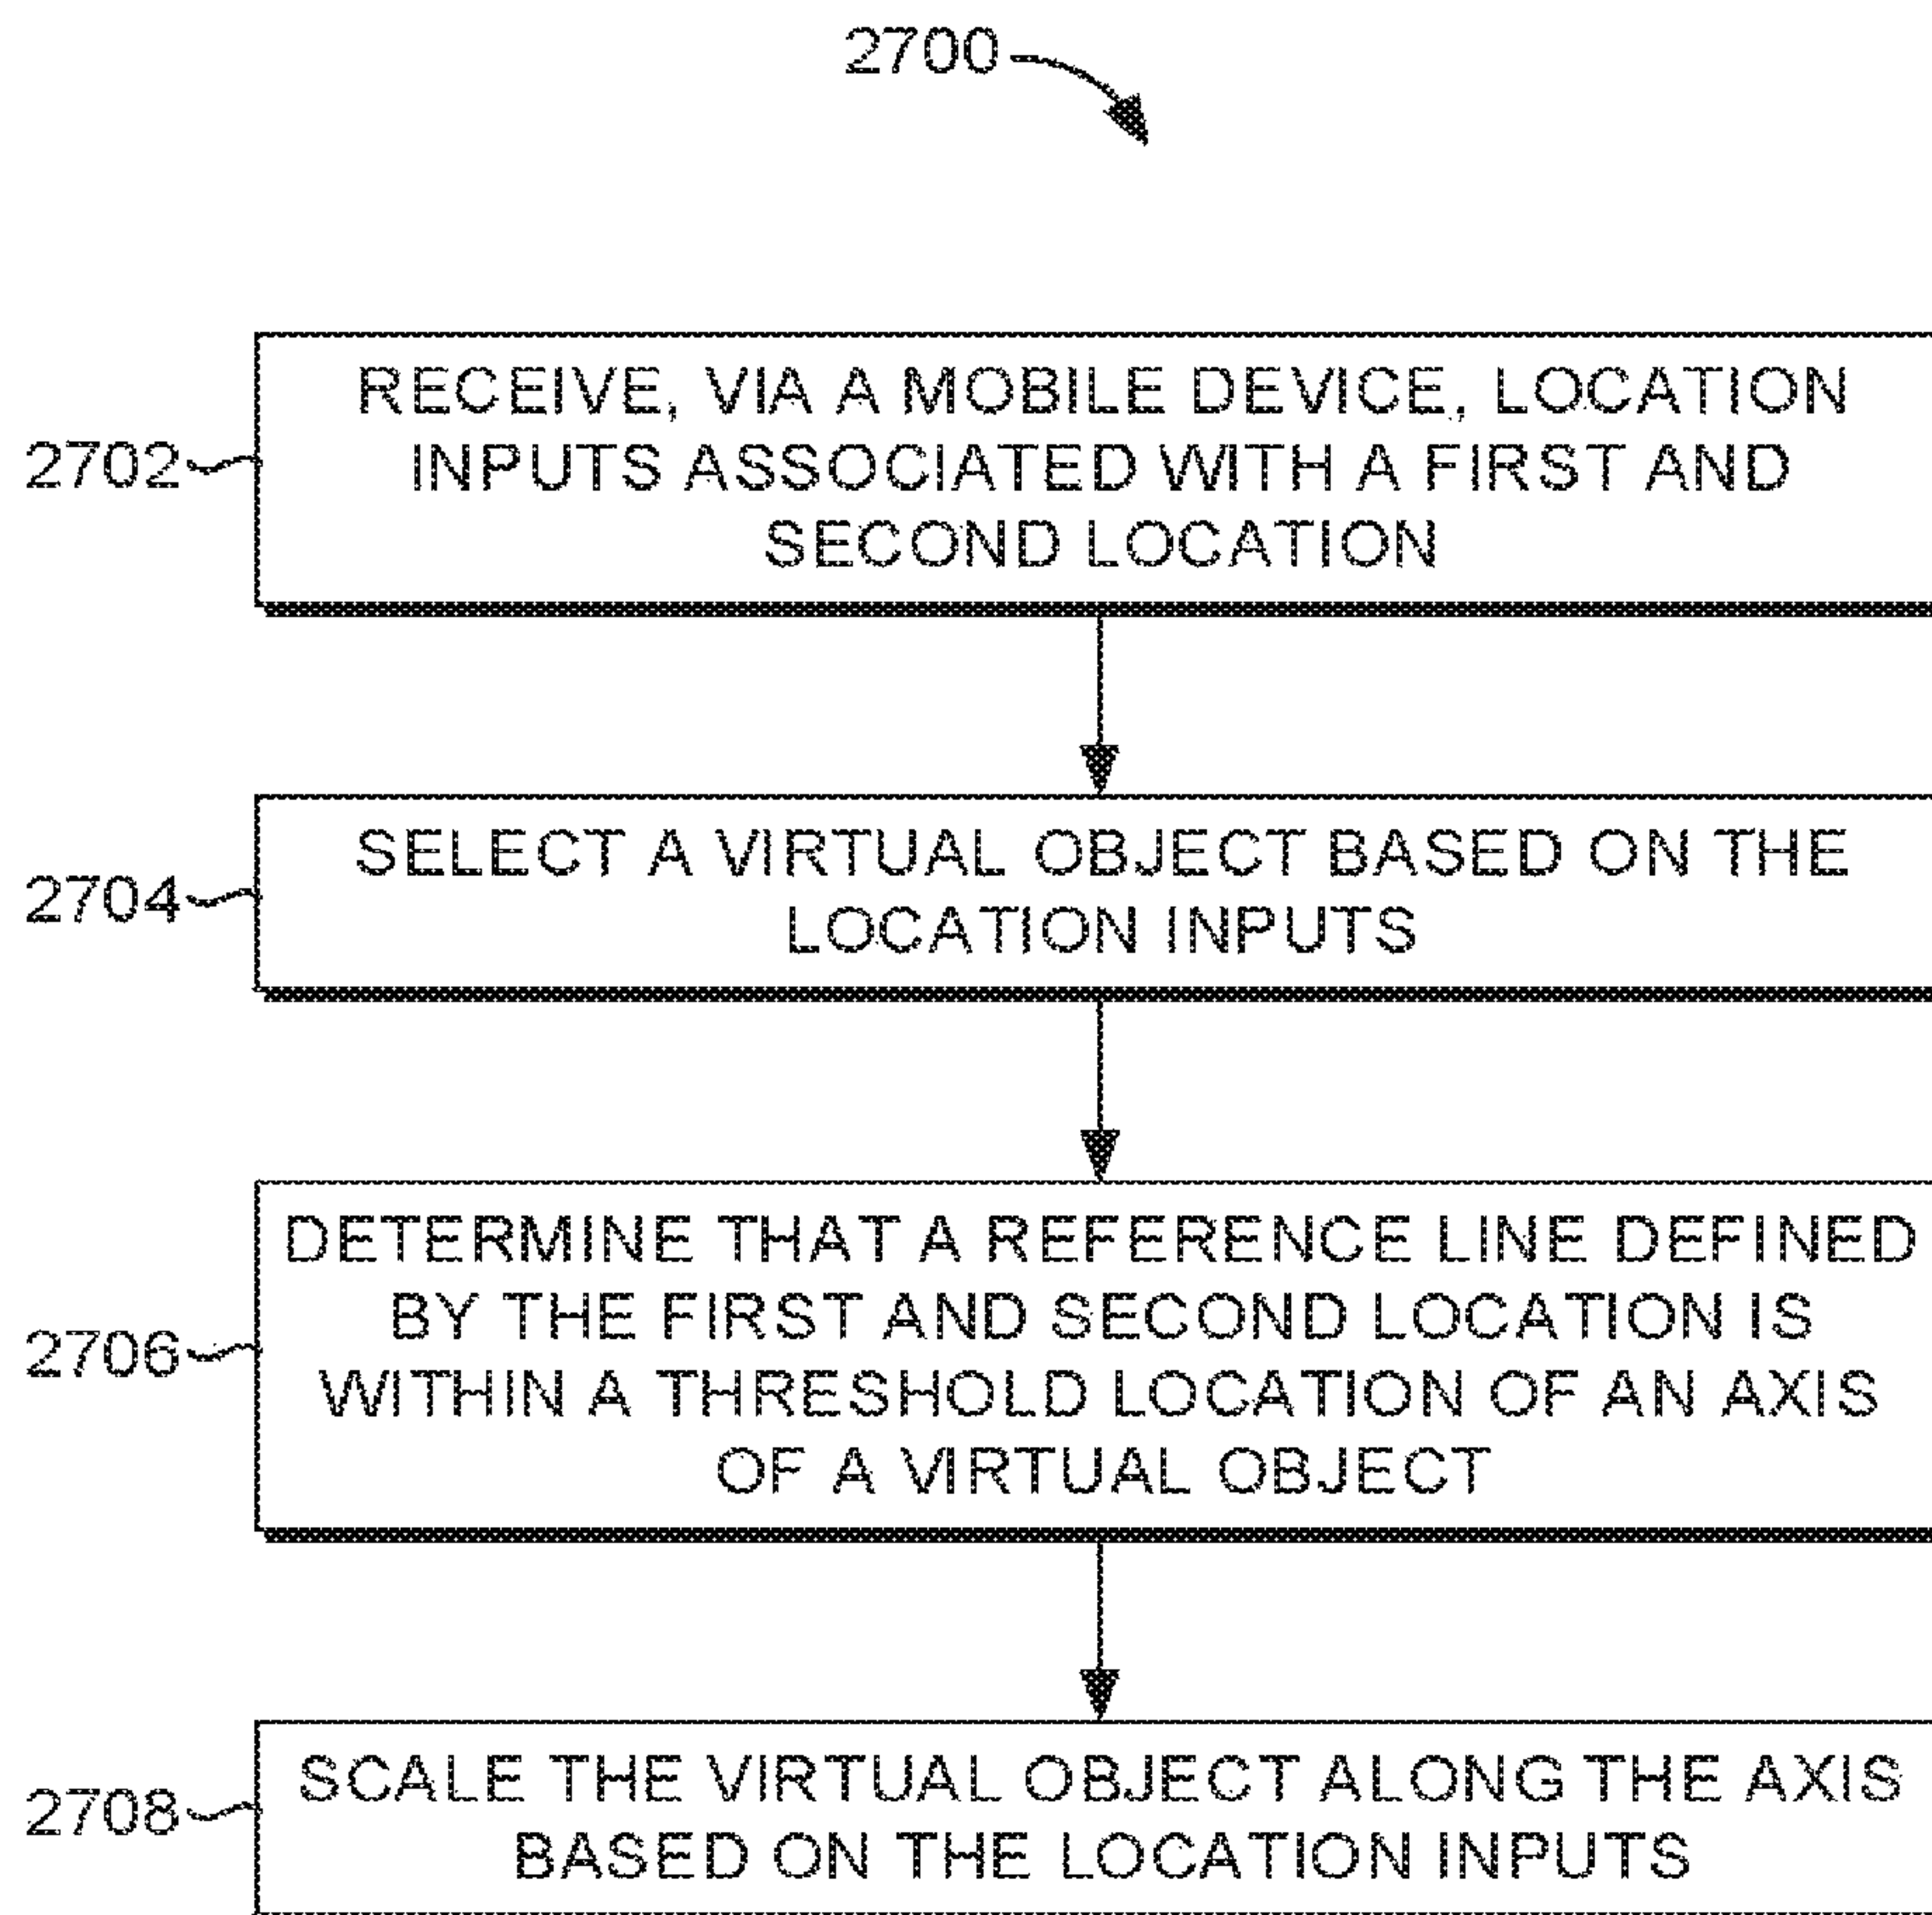 2700
RECEIVE, VIA A MOBILE DEVICE, LOCATION
INPUTS ASSOCIATED WITH A FIRST AND
SECOND LOCATION
2702
SELECT A VIRTUAL OBJECT BASED ON THE
LOCATION INPUTS
2704
DETERMINE THAT A REFERENCE LINE DEFINED
BY THE FIRST AND SECOND LOCATION IS
WITHIN A THRESHOLD LOCATION OF AN AXIS
OF A VIRTUAL OBJECT
2706
SCALE THE VIRTUAL OBJECT ALONG THE AXIS
BASED ON THE LOCATION INPUTS
2708